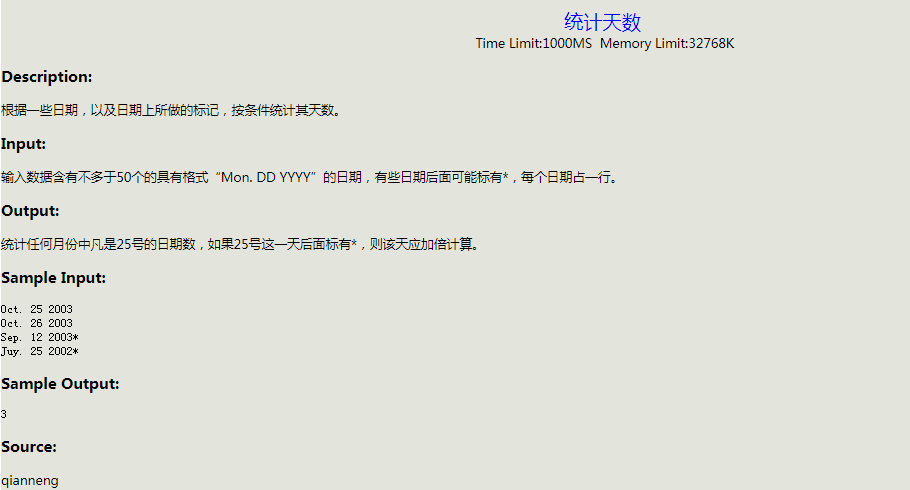 统计天数
Time Limit:1000MS  Memory Limit:32768K
Description:
根据一些日期，以及日期上所做的标记，按条件统计其天数。
Input:
输入数据含有不多于50个的具有格式“Mon. DD YYYY”的日期，有些日期后面可能标有*，每个日期占一行。
Output:
统计任何月份中凡是25号的日期数，如果25号这一天后面标有*，则该天应加倍计算。
Sample Input:
Oct. 25 2003
Oct. 26 2003
Sep. 12 2003*
Juy. 25 2002*
Sample Output:
3
Source:
qianneng